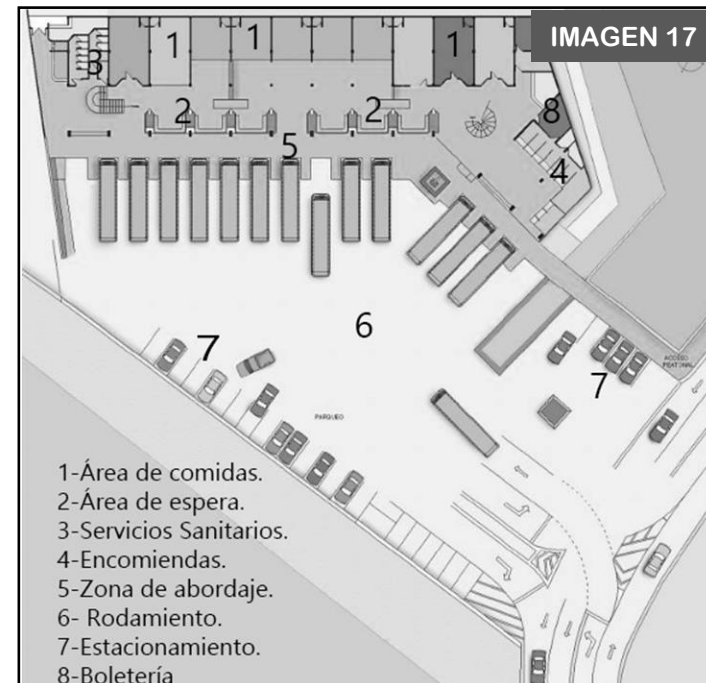 IMAGEN 17
1
1
1
3
2
2
8
5
4
6
7
ACCESO
PEATONAL
7
PARQUEO
1-Área de comidas.
2-Área de espera.
3-Servicios Sanitarios.
4-Encomiendas.
5-Zona de abordaje.
6- Rodamiento.
7-Estacionamiento.
8-Boletería